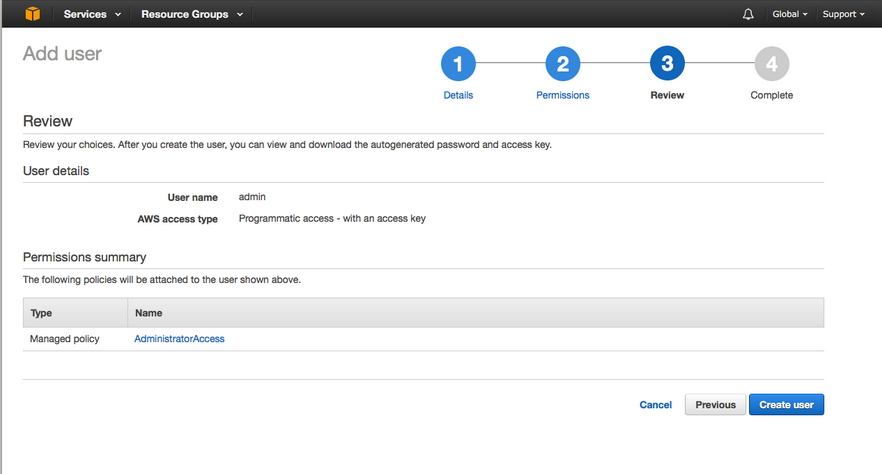 Services Resource Groups Global Support
Add user
1 2 3 4
Details Permissions Review Complete
Review
Review your choices. After you create the user, you can view and download the autogenerated password and access key.
User details
User name admin
AWS access type Programmatic access - with an access key
Permissions summary
The following policies will be attached to the user shown above.
Type Name
Managed policy AdministratorAccess
Cancel Previous Create user